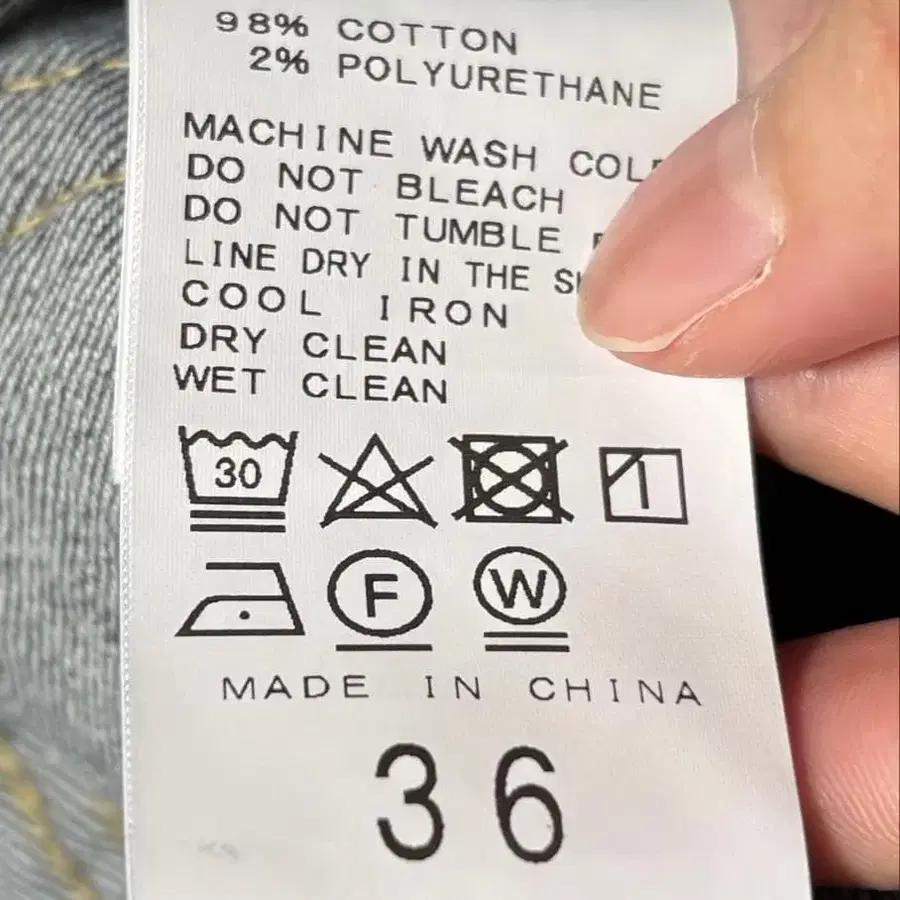 98% COTTON
2% POLYURETHANE
MACHINE WASH
DO NOT BLEACH
DO NOT TUMBLE
LINE DRY IN THE
COOL IRON
DRY CLEAN
WET CLEAN
30
F W
MADE IN CHINA
36